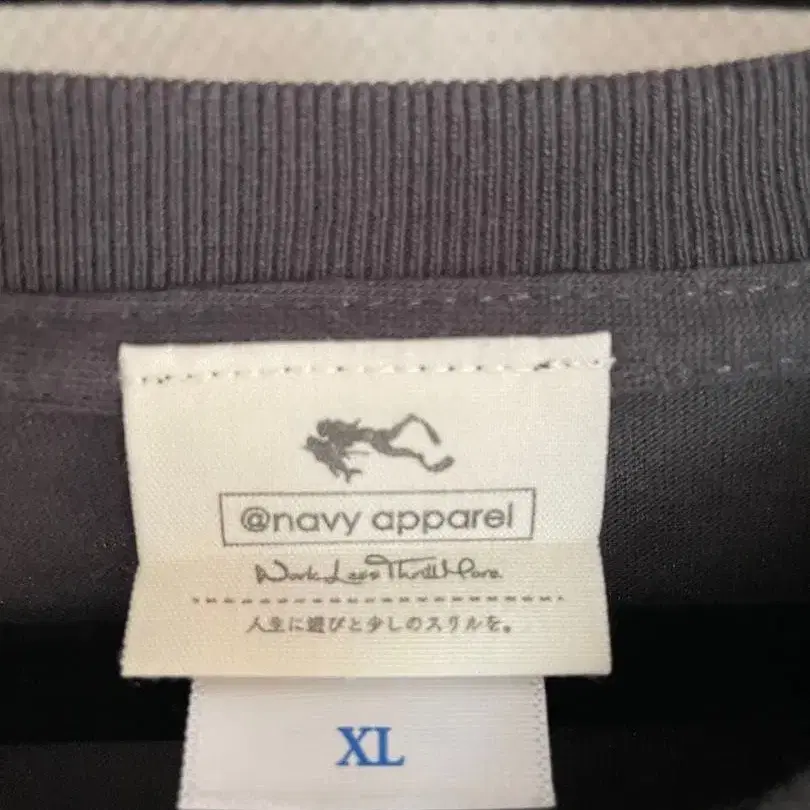 @navy apparel
Work Less Thrill More.
人生に遊びと少しのスリルを。
XL